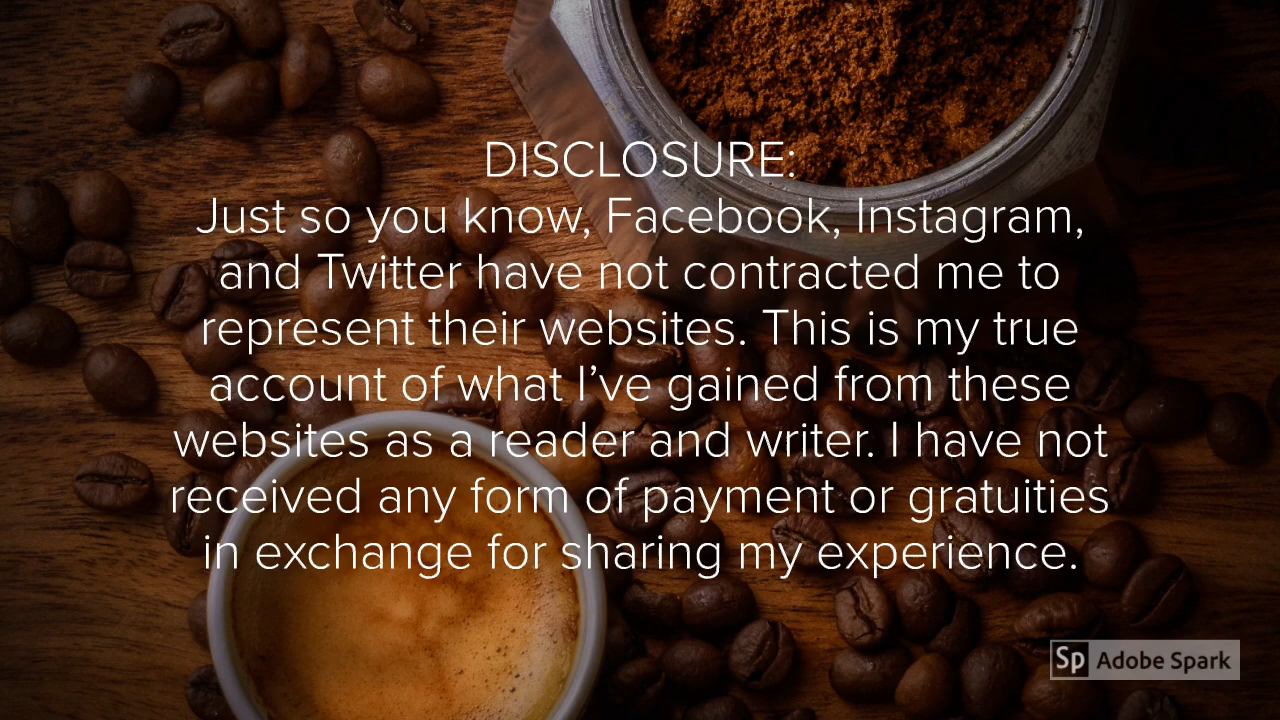 DISCLOSURE:
Just so you know, Facebook, Instagram,
and Twitter have not contracted me to
represent their websites. This is my true
account of what I’ve gained from these
websites as a reader and writer. I have not
received any form of payment or gratuities
in exchange for sharing my experience.
Sp Adobe Spark